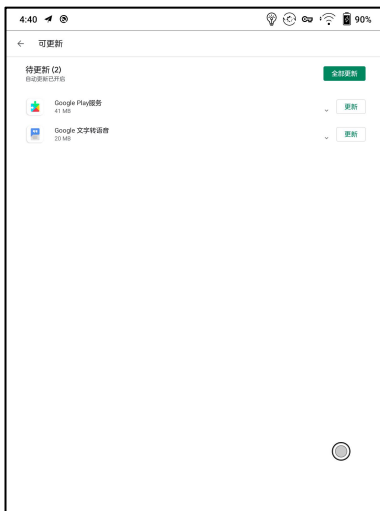 4:40
90%
可更新
待更新 (2)
全部更新
自动更新已开启
Google Play服务
41 MB
更新
Google 文字转语音
20 MB
更新